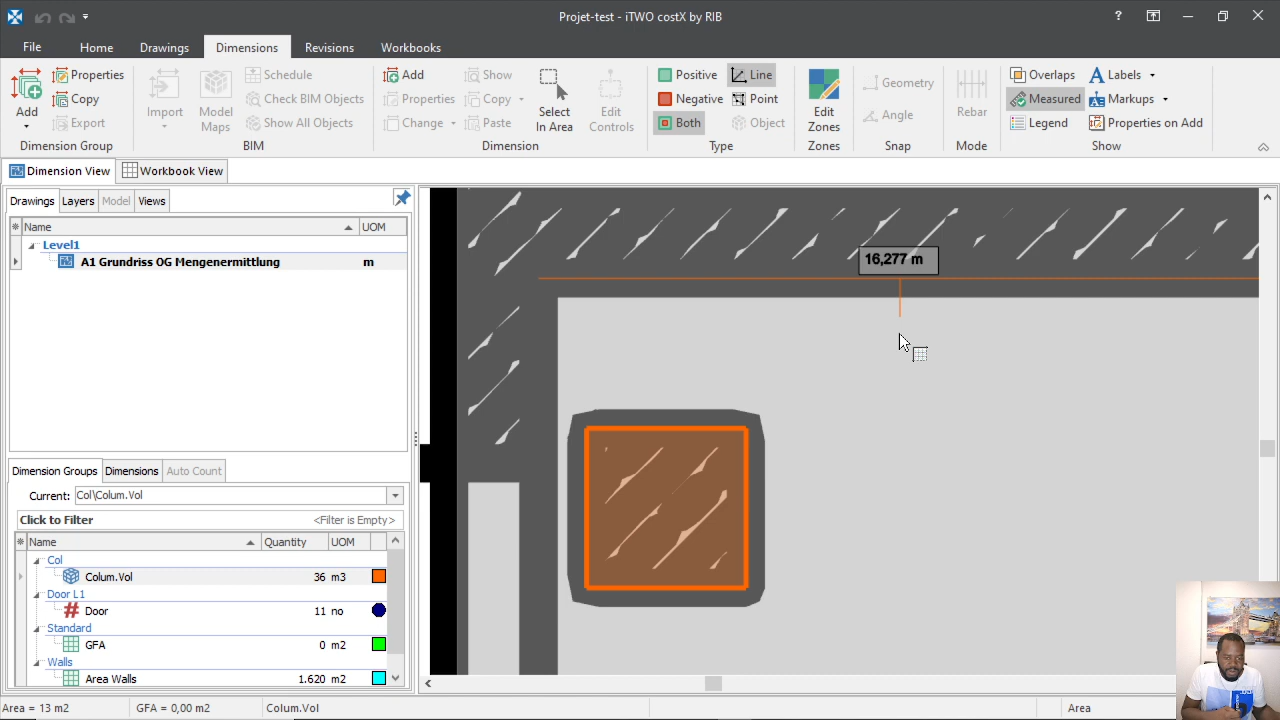 Projet-test - iTWO costX by RIB
?
File Home Drawings Dimensions Revisions Workbooks
Add
Properties
Copy
Export
Dimension Group
Import
Model Maps
Schedule
Check BIM Objects
Show All Objects
BIM
Add
Properties
Change
Show
Copy
Paste
Select In Area
Edit Controls
Dimension
Positive
Negative
Both
Line
Point
Object
Type
Edit Zones
Zones
Geometry
Angle
Snap
Rebar
Mode
Overlaps
Measured
Legend
Labels
Markups
Properties on Add
Show
Dimension View Workbook View
Drawings Layers Model Views
Name UOM
Level1
A1 Grundriss OG Mengenermittlung m
16,277 m
Dimension Groups Dimensions Auto Count
Current: Col\Colum.Vol
Click to Filter <Filter is Empty>
Name Quantity UOM
Col
Colum.Vol 36 m3
Door L1
# Door 11 no
Standard
GFA 0 m2
Walls
Area Walls 1.620 m2
Area = 13 m2 GFA = 0,00 m2 Colum.Vol Area